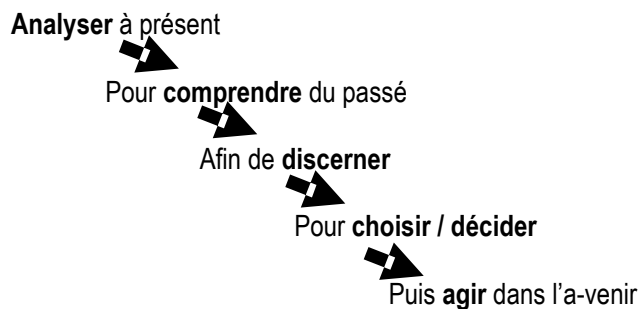 Analyser à présent
Pour comprendre du passé
Afin de discerner
Pour choisir / décider
Puis agir dans l'a-venir